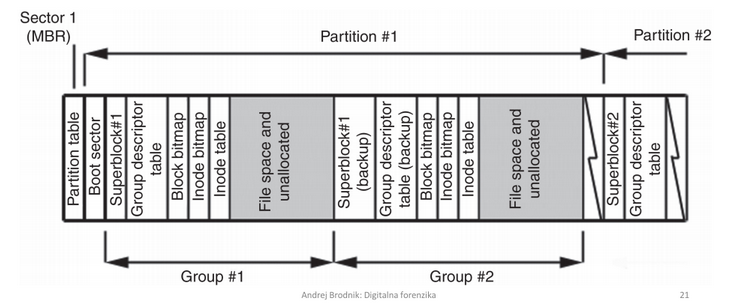 Sector 1
(MBR)
Partition #1
Partition #2
Partition table
Boot sector
Superblock#1
Group descriptor
table
Block bitmap
Inode bitmap
Inode table
File space and
unallocated
Superblock#1
(backup)
Group descriptor
table (backup)
Block bitmap
Inode bitmap
Inode table
File space and
unallocated
Superblock#2
Group descriptor
table
Group #1
Group #2
Andrej Brodnik: Digitalna forenzika
21